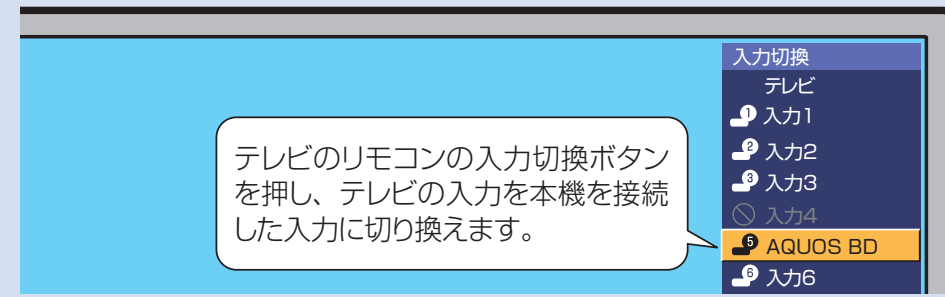 入力切換
テレビ
1 入力1
2 入力2
3 入力3
入力4
5 AQUOS BD
6 入力6
テレビのリモコンの入力切換ボタン
を押し、テレビの入力を本機を接続
した入力に切り換えます。